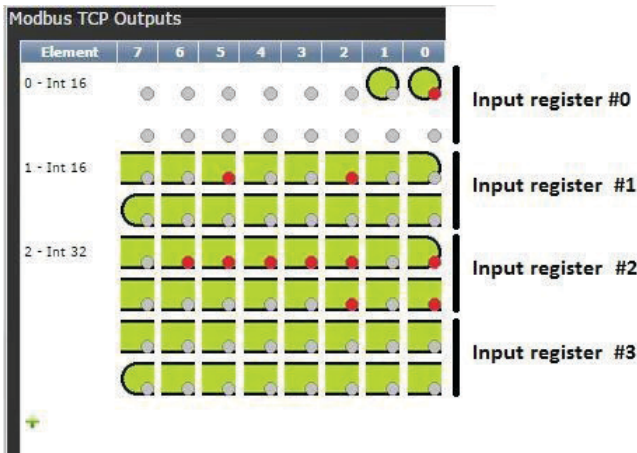 Modbus TCP Outputs
Element 7 6 5 4 3 2 1 0
0 - Int 16
Input register #0
1 - Int 16
Input register #1
2 - Int 32
Input register #2
Input register #3